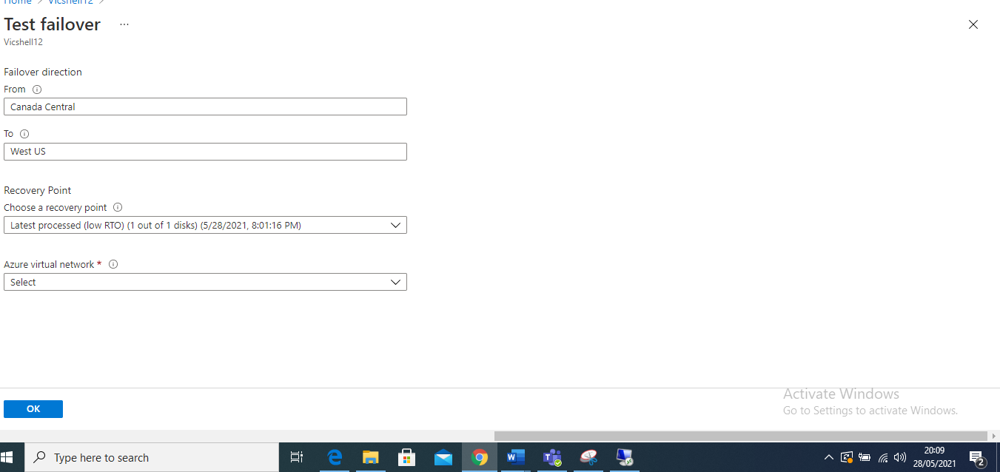 Home > Vicshell12 >
Test failover ...
Vicshell12
Failover direction
From
Canada Central
To
West US
Recovery Point
Choose a recovery point
Latest processed (low RTO) (1 out of 1 disks) (5/28/2021, 8:01:16 PM)
Azure virtual network *
Select
Activate Windows
Go to Settings to activate Windows.
OK
Type here to search
20:09
28/05/2021
2